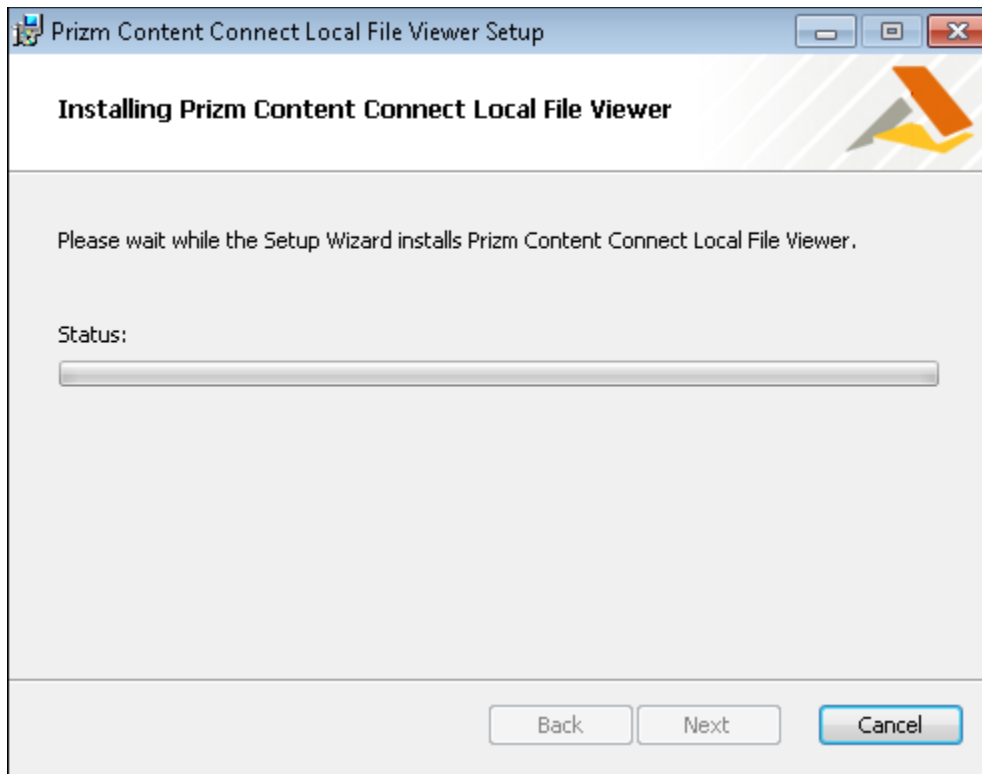 Prizm Content Connect Local File Viewer Setup
Installing Prizm Content Connect Local File Viewer
Please wait while the Setup Wizard installs Prizm Content Connect Local File Viewer.
Status:
Back Next Cancel